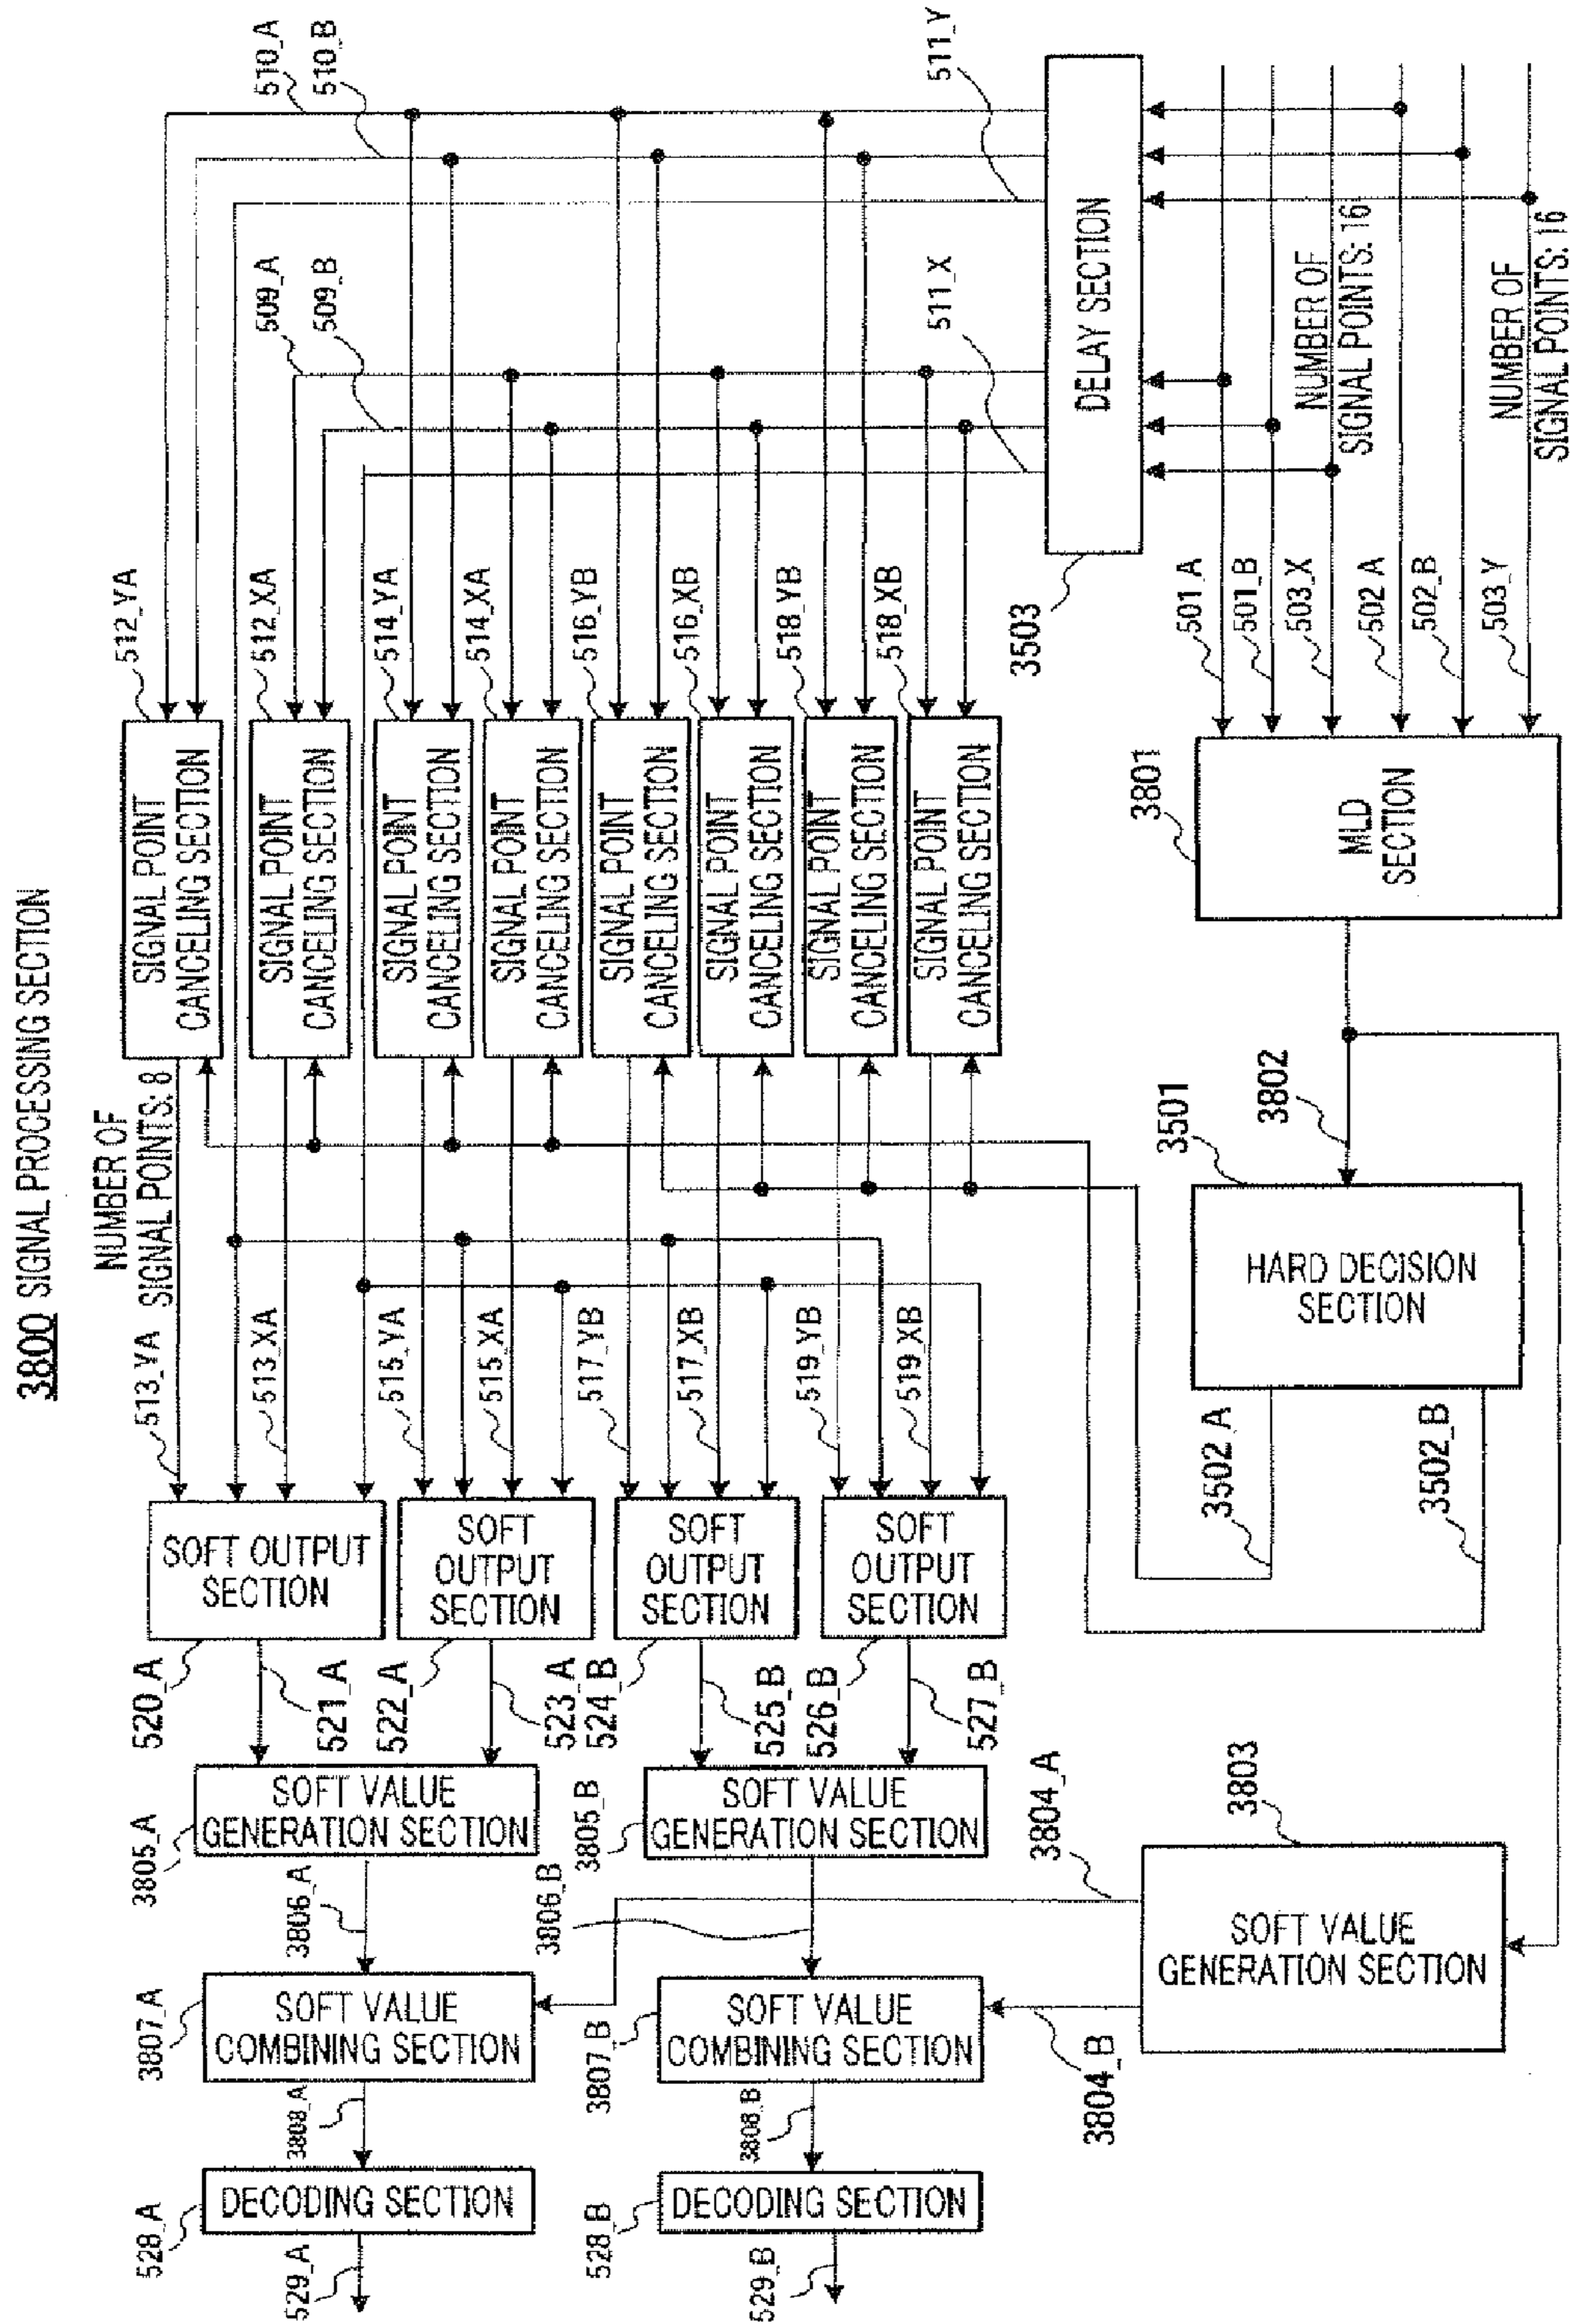 3800 SIGNAL PROCESSING SECTION
510_A
510_B
511_Y
509_A
509_B
511_X
512_YA
512_XA
514_YA
514_XA
516_YB
516_XB
518_YB
518_XB
SIGNAL POINT
CANCELING SECTION
SIGNAL POINT
CANCELING SECTION
SIGNAL POINT
CANCELING SECTION
SIGNAL POINT
CANCELING SECTION
SIGNAL POINT
CANCELING SECTION
SIGNAL POINT
CANCELING SECTION
SIGNAL POINT
CANCELING SECTION
SIGNAL POINT
CANCELING SECTION
DELAY SECTION
3503
501_A
501_B
503_X
502_A
502_B
503_Y
NUMBER OF
SIGNAL POINTS: 16
NUMBER OF
SIGNAL POINTS: 16
3801
MLD
SECTION
3802
3501
HARD DECISION
SECTION
3502_A
3502_B
NUMBER OF
SIGNAL POINTS: 8
513_YA
513_XA
515_YA
515_XA
517_YB
517_XB
519_YB
519_XB
SOFT OUTPUT
SECTION
SOFT
OUTPUT
SECTION
SOFT
OUTPUT
SECTION
SOFT
OUTPUT
SECTION
520_A
521_A
522_A
523_A
524_B
525_B
526_B
527_B
SOFT VALUE
GENERATION SECTION
SOFT VALUE
GENERATION SECTION
3805_A
3805_B
3806_A
3806_B
3804_A
3803
SOFT VALUE
GENERATION SECTION
3804_B
SOFT VALUE
COMBINING SECTION
SOFT VALUE
COMBINING SECTION
3807_A
3807_B
3808_A
3808_B
DECODING SECTION
DECODING SECTION
528_A
528_B
529_A
529_B